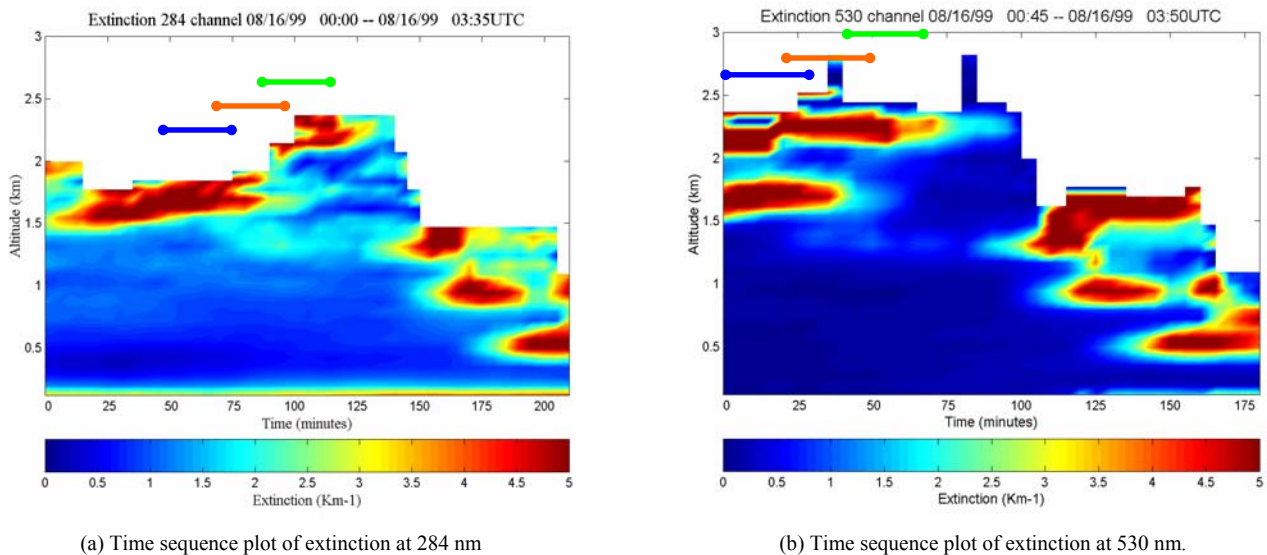 Extinction 284 channel 08/16/99 00:00 -- 08/16/99 03:35UTC
3
2.5
2
1.5
1
0.5
Altitude (km)
0 25 50 75 100 125 150 175 200
Time (minutes)
0 0.5 1 1.5 2 2.5 3 3.5 4 4.5 5
Extinction (Km-1)
(a) Time sequence plot of extinction at 284 nm
Extinction 530 channel 08/16/99 00:45 -- 08/16/99 03:50UTC
3
2.5
2
1.5
1
0.5
Altitude (km)
0 25 50 75 100 125 150 175
Time (minutes)
0 0.5 1 1.5 2 2.5 3 3.5 4 4.5 5
Extinction (Km-1)
(b) Time sequence plot of extinction at 530 nm.